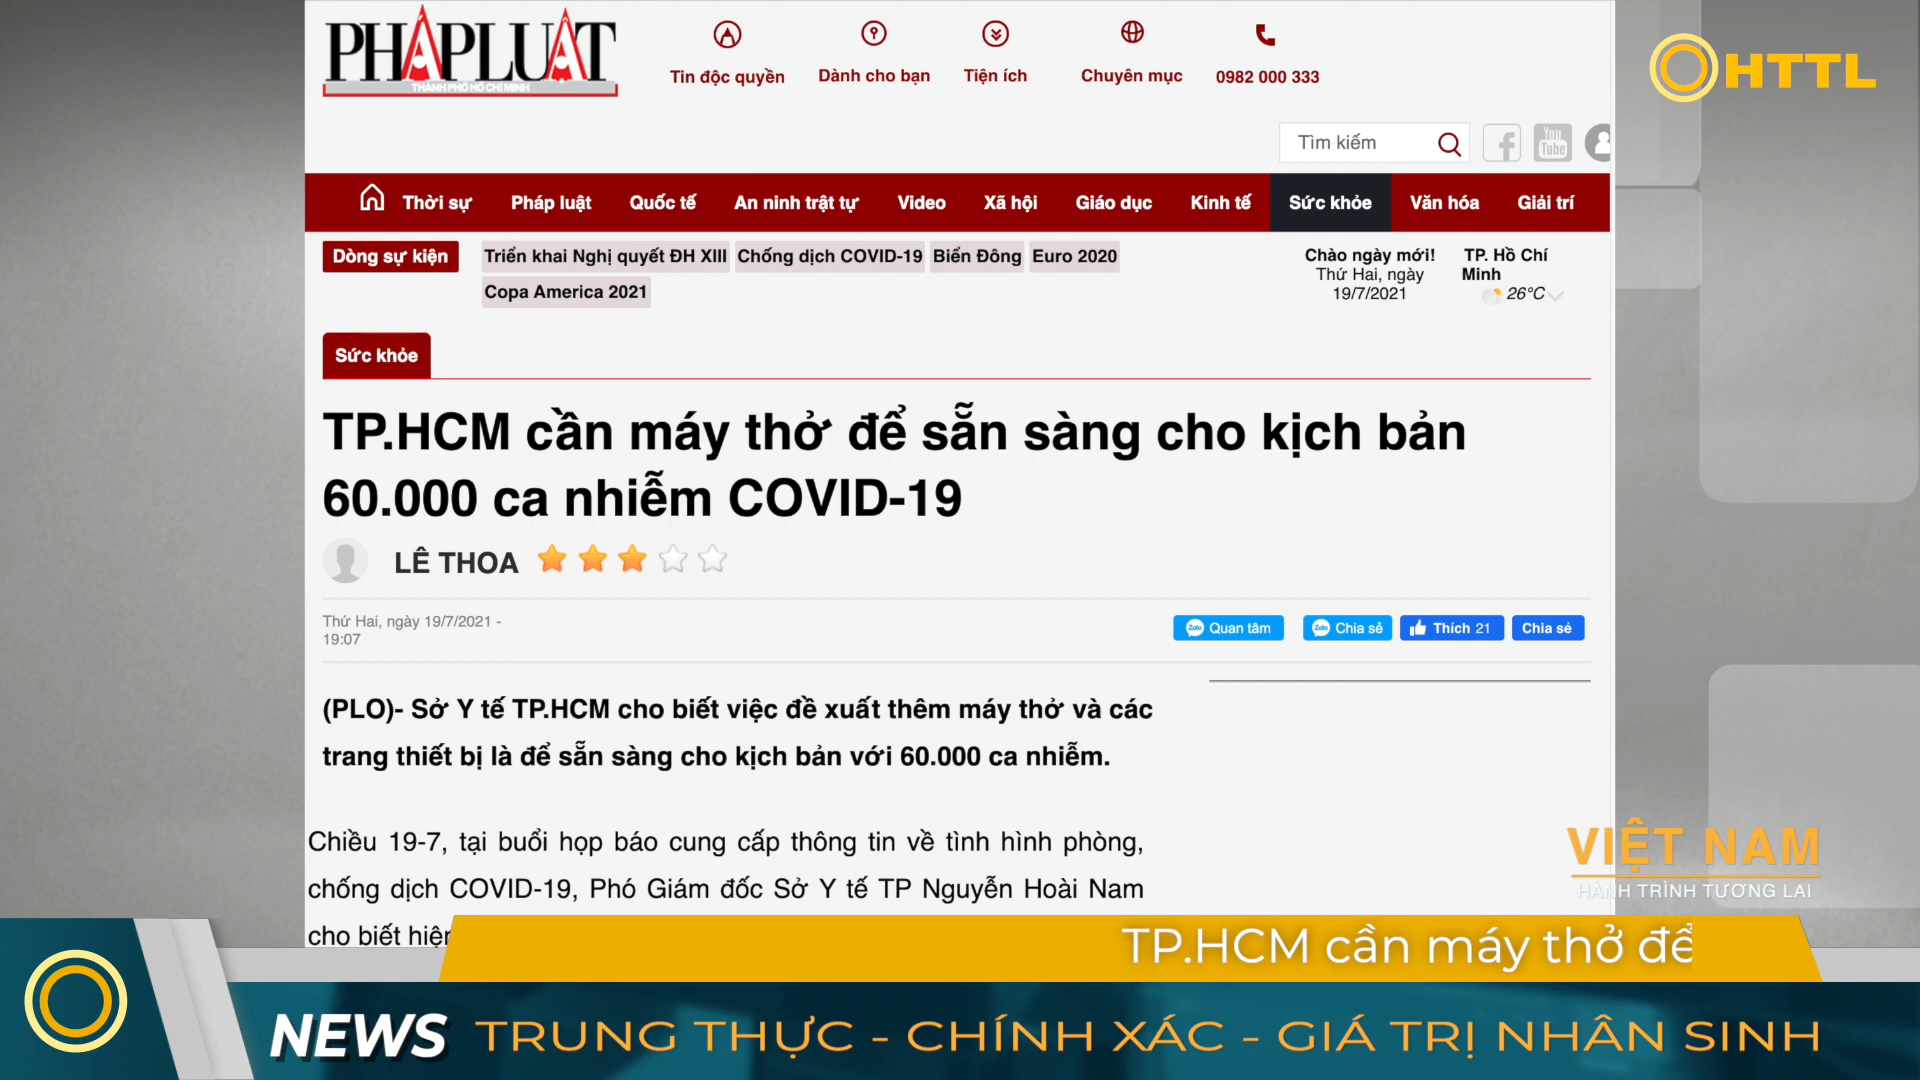 PHÁPLUẬT
THÀNH PHỐ HỒ CHÍ MINH
Tin độc quyền
Dành cho bạn
Tiện ích
Chuyên mục
0982 000 333
HTTL
Tìm kiếm
You
Tube
Thời sự
Pháp luật
Quốc tế
An ninh trật tự
Video
Xã hội
Giáo dục
Kinh tế
Sức khỏe
Văn hóa
Giải trí
Dòng sự kiện
Triển khai Nghị quyết ĐH XIII
Chống dịch COVID-19
Biển Đông
Euro 2020
Copa America 2021
Chào ngày mới!
Thứ Hai, ngày
19/7/2021
TP. Hồ Chí
Minh
26°C
Sức khỏe
TP.HCM cần máy thở để sẵn sàng cho kịch bản
60.000 ca nhiễm COVID-19
LÊ THOA
Thứ Hai, ngày 19/7/2021 -
19:07
Zalo Quan tâm
Zalo Chia sẻ
Thích 21
Chia sẻ
(PLO)- Sở Y tế TP.HCM cho biết việc đề xuất thêm máy thở và các
trang thiết bị là để sẵn sàng cho kịch bản với 60.000 ca nhiễm.
Chiều 19-7, tại buổi họp báo cung cấp thông tin về tình hình phòng,
chống dịch COVID-19, Phó Giám đốc Sở Y tế TP Nguyễn Hoài Nam
cho biết hiện
VIỆT NAM
HÀNH TRÌNH TƯƠNG LAI
TP.HCM cần máy thở để
NEWS
TRUNG THỰC - CHÍNH XÁC - GIÁ TRỊ NHÂN SINH